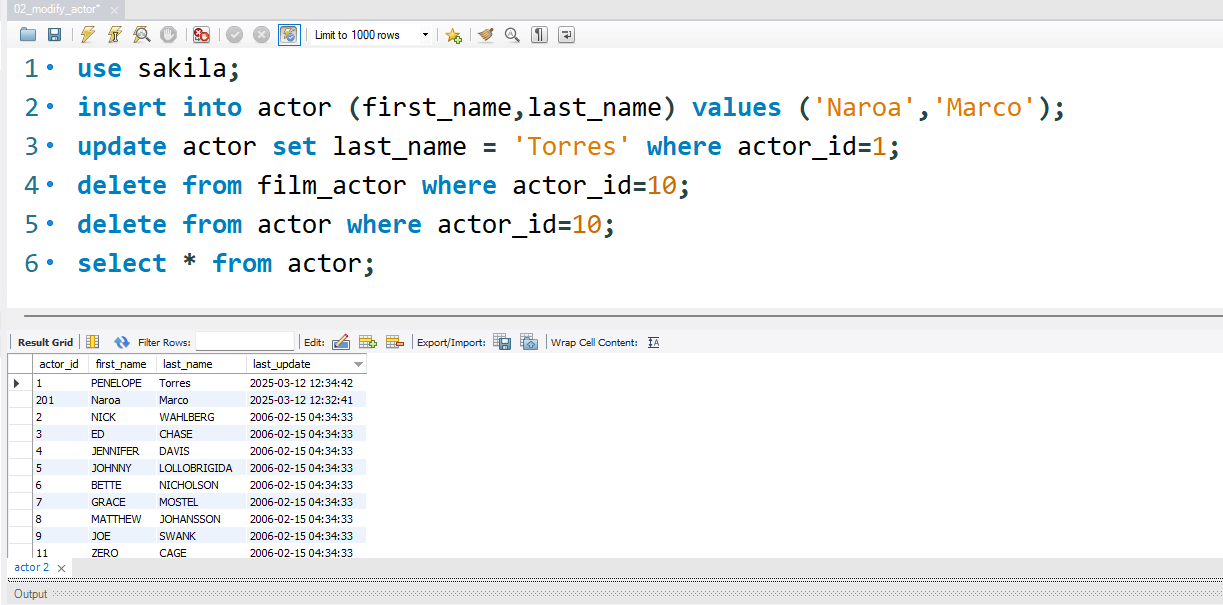 02_modify_actor*
Limit to 1000 rows
1 use sakila;
2 insert into actor (first_name,last_name) values ('Naroa','Marco');
3 update actor set last_name = 'Torres' where actor_id=1;
4 delete from film_actor where actor_id=10;
5 delete from actor where actor_id=10;
6 select * from actor;
Result Grid Filter Rows: Edit: Export/Import: Wrap Cell Content:
actor_id first_name last_name last_update
1 PENELOPE Torres 2025-03-12 12:34:42
201 Naroa Marco 2025-03-12 12:32:41
2 NICK WAHLBERG 2006-02-15 04:34:33
3 ED CHASE 2006-02-15 04:34:33
4 JENNIFER DAVIS 2006-02-15 04:34:33
5 JOHNNY LOLLOBRIGIDA 2006-02-15 04:34:33
6 BETTE NICHOLSON 2006-02-15 04:34:33
7 GRACE MOSTEL 2006-02-15 04:34:33
8 MATTHEW JOHANSSON 2006-02-15 04:34:33
9 JOE SWANK 2006-02-15 04:34:33
11 ZERO CAGE 2006-02-15 04:34:33
actor 2
Output